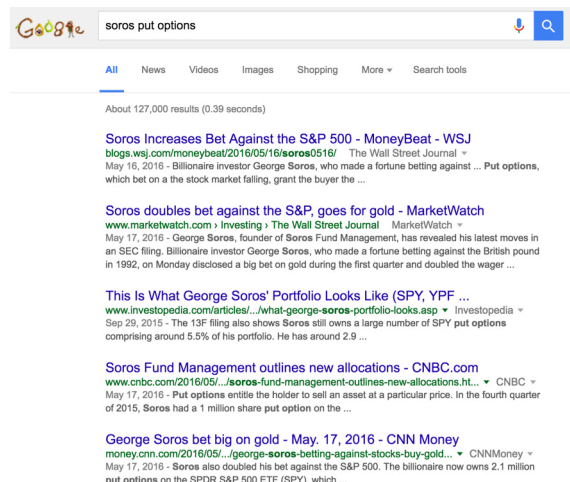 Google
soros put options
All News Videos Images Shopping More Search tools
About 127,000 results (0.39 seconds)
Soros Increases Bet Against the S&P 500 - MoneyBeat - WSJ
blogs.wsj.com/moneybeat/2016/05/16/soros0516/ The Wall Street Journal
May 16, 2016 - Billionaire investor George Soros, who made a fortune betting against ... Put options,
which bet on a the stock market falling, grant the buyer the ...
Soros doubles bet against the S&P, goes for gold - MarketWatch
www.marketwatch.com › Investing › The Wall Street Journal MarketWatch
May 17, 2016 - George Soros, founder of Soros Fund Management, has revealed his latest moves in
an SEC filing. Billionaire investor George Soros, who made a fortune betting against the British pound
in 1992, on Monday disclosed a big bet on gold during the first quarter and doubled the wager ...
This Is What George Soros' Portfolio Looks Like (SPY, YPF ...
www.investopedia.com/articles/.../what-george-soros-portfolio-looks.asp Investopedia
Sep 29, 2015 - The 13F filing also shows Soros still owns a large number of SPY put options
comprising around 5.5% of his portfolio. He has around 2.9 ...
Soros Fund Management outlines new allocations - CNBC.com
www.cnbc.com/2016/05/.../soros-fund-management-outlines-new-allocations.ht... CNBC
May 17, 2016 - Put options entitle the holder to sell an asset at a particular price. In the fourth quarter
of 2015, Soros had a 1 million share put option on the ...
George Soros bet big on gold - May. 17, 2016 - CNN Money
money.cnn.com/2016/05/.../george-soros-betting-against-stocks-buy-gold... CNNMoney
May 17, 2016 - Soros also doubled his bet against the S&P 500. The billionaire now owns 2.1 million
put options on the SPDR S&P 500 ETF (SPY), which ...